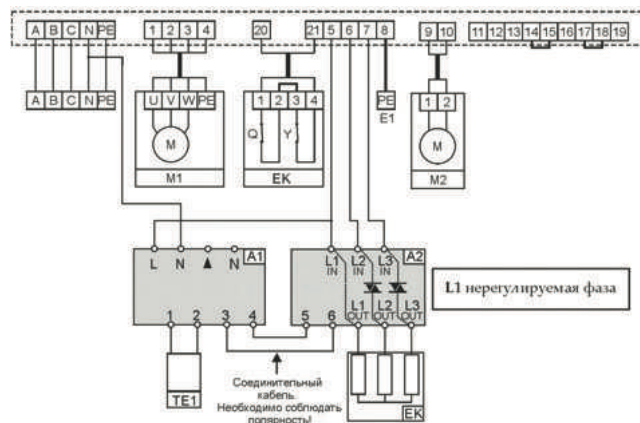 A B C N PE 1 2 3 4 20 21 5 6 7 8 9 10 11 12 13 14 15 16 17 18 19
A B C N PE U V W PE 1 2 3 4 PE 1 2
E1
Q Y
M M
M1 EK M2
L N ▲ N A1 L1 L2 L3 A2
IN IN IN
L1 нерегулируемая фаза
L1 L2 L3
1 2 3 4 5 6 OUT OUT OUT
Соединительный
кабель.
Необходимо соблюдать
полярность!
TE1 EK